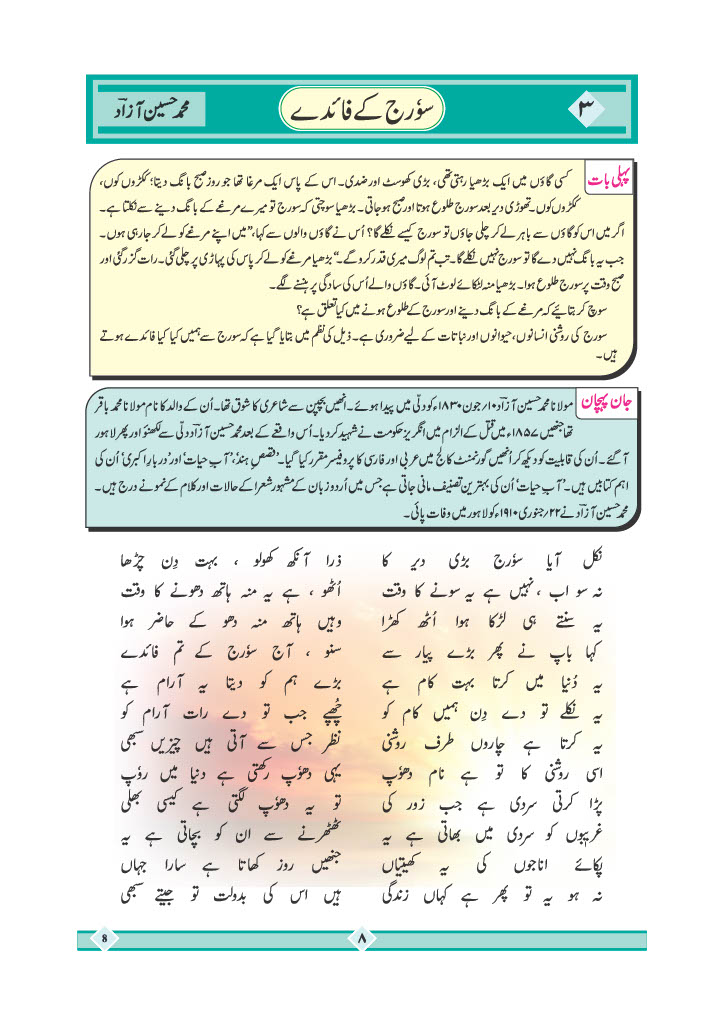 ۳
سوٗرج کے فائدے
محمد حسین آزادؔ
پہلی بات
کسی گاؤں میں ایک بڑھیا رہتی تھی، بڑی کھوسٹ اور ضدی۔ اس کے پاس ایک مرغا تھا جو روز صبح بانگ دیتا؛ ککڑوں کوں،
ککڑوں کوں۔ تھوڑی دیر بعد سورج طلوع ہوتا اور صبح ہوجاتی۔ بڑھیا سوچتی کہ سورج تو میرے مرغے کے بانگ دینے سے نکلتا ہے۔
اگر میں اس کو گاؤں سے باہر لے کر چلی جاؤں تو سورج کیسے نکلے گا؟ اُس نے گاؤں والوں سے کہا، ”میں اپنے مرغے کو لے کر جارہی ہوں۔
جب یہ بانگ نہیں دے گا تو سورج نہیں نکلے گا۔ تب تم لوگ میری قدر کروگے۔“ بڑھیا مرغے کو لے کر پاس کی پہاڑی پر چلی گئی۔ رات گزر گئی اور
صبح وقت پر سورج طلوع ہوا۔ بڑھیا منہ لٹکائے لوٹ آئی۔ گاؤں والے اُس کی سادگی پر ہنسنے لگے۔
سوچ کر بتائیے کہ مرغے کے بانگ دینے اور سورج کے طلوع ہونے میں کیا تعلق ہے؟
سورج کی روشنی انسانوں، حیوانوں اور نباتات کے لیے ضروری ہے۔ ذیل کی نظم میں بتایا گیا ہے کہ سورج سے ہمیں کیا کیا فائدے ہوتے
ہیں۔
جان پہچان
مولانا محمد حسین آزادؔ ۱۰؍جون ۱۸۳۰ء کو دلّی میں پیدا ہوئے۔ انھیں بچپن سے شاعری کا شوق تھا۔ اُن کے والد کا نام مولانا محمد باقر
تھا جنھیں ۱۸۵۷ء میں قتل کے الزام میں انگریز حکومت نے شہید کردیا۔ اُس واقعے کے بعد محمد حسین آزادؔ دلّی سے لکھنؤ اور پھر لاہور
آگئے۔ اُن کی قابلیت کو دیکھ کر انھیں گورنمنٹ کالج میں عربی اور فارسی کا پروفیسر مقرر کیا گیا۔ ’قصصِ ہند‘، ’آبِ حیات‘ اور ’دربارِ اکبری‘ اُن کی
اہم کتابیں ہیں۔ ’آبِ حیات‘ اُن کی بہترین تصنیف مانی جاتی ہے جس میں اُردو زبان کے مشہور شعرا کے حالات اور کلام کے نمونے درج ہیں۔
محمد حسین آزادؔ نے ۲۲؍جنوری ۱۹۱۰ء کو لاہور میں وفات پائی۔
نکل آیا سوٗرج بڑی دیر کا ذرا آنکھ کھولو ، بہت دِن چڑھا
نہ سو اب ، نہیں ہے یہ سونے کا وقت اُٹھو ، ہے یہ منہ ہاتھ دھونے کا وقت
یہ سنتے ہی لڑکا ہوا اُٹھ کھڑا وہیں ہاتھ منہ دھو کے حاضر ہوا
کہا باپ نے پھر بڑے پیار سے سنو ، آج سوٗرج کے تم فائدے
یہ دُنیا میں کرتا بہت کام ہے بڑے ہم کو دیتا یہ آرام ہے
یہ نکلے تو دے دِن ہمیں کام کو چھُپے جب تو دے رات آرام کو
یہ کرتا ہے چاروں طرف روشنی نظر جس سے آتی ہیں چیزیں سبھی
اسی روشنی کا تو ہے نام دھوٗپ یہی دھوٗپ رکھتی ہے دنیا میں روٗپ
پڑا کرتی سردی ہے جب زور کی تو یہ دھوٗپ لگتی ہے کیسی بھلی
غریبوں کو سردی میں بھاتی ہے یہ ٹھٹھرنے سے ان کو بچاتی ہے یہ
پکائے اناجوں کی یہ کھیتیاں جنھیں روز کھاتا ہے سارا جہاں
نہ ہو یہ تو پھر ہے کہاں زندگی ہیں اس کی بدولت تو جیتے سبھی
8
۸